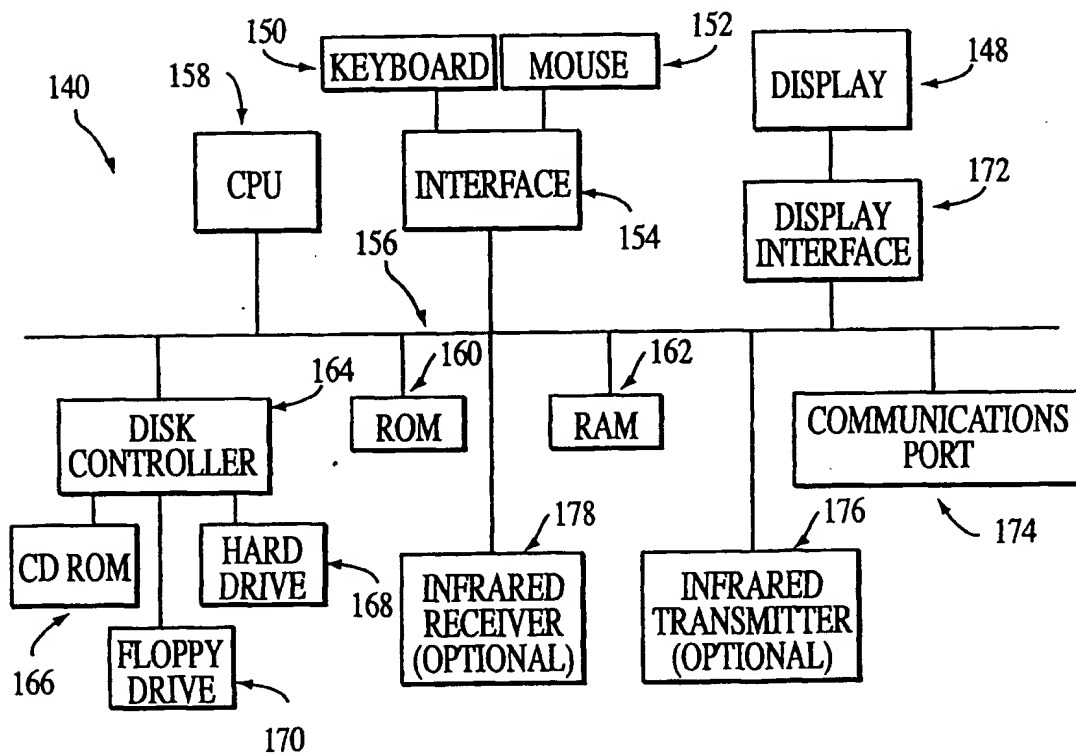 150
KEYBOARD
MOUSE
152
140
158
CPU
INTERFACE
154
DISPLAY
148
172
DISPLAY
INTERFACE
156
164
DISK
CONTROLLER
160
ROM
162
RAM
COMMUNICATIONS
PORT
174
CD ROM
166
HARD
DRIVE
168
FLOPPY
DRIVE
170
178
INFRARED
RECEIVER
(OPTIONAL)
176
INFRARED
TRANSMITTER
(OPTIONAL)